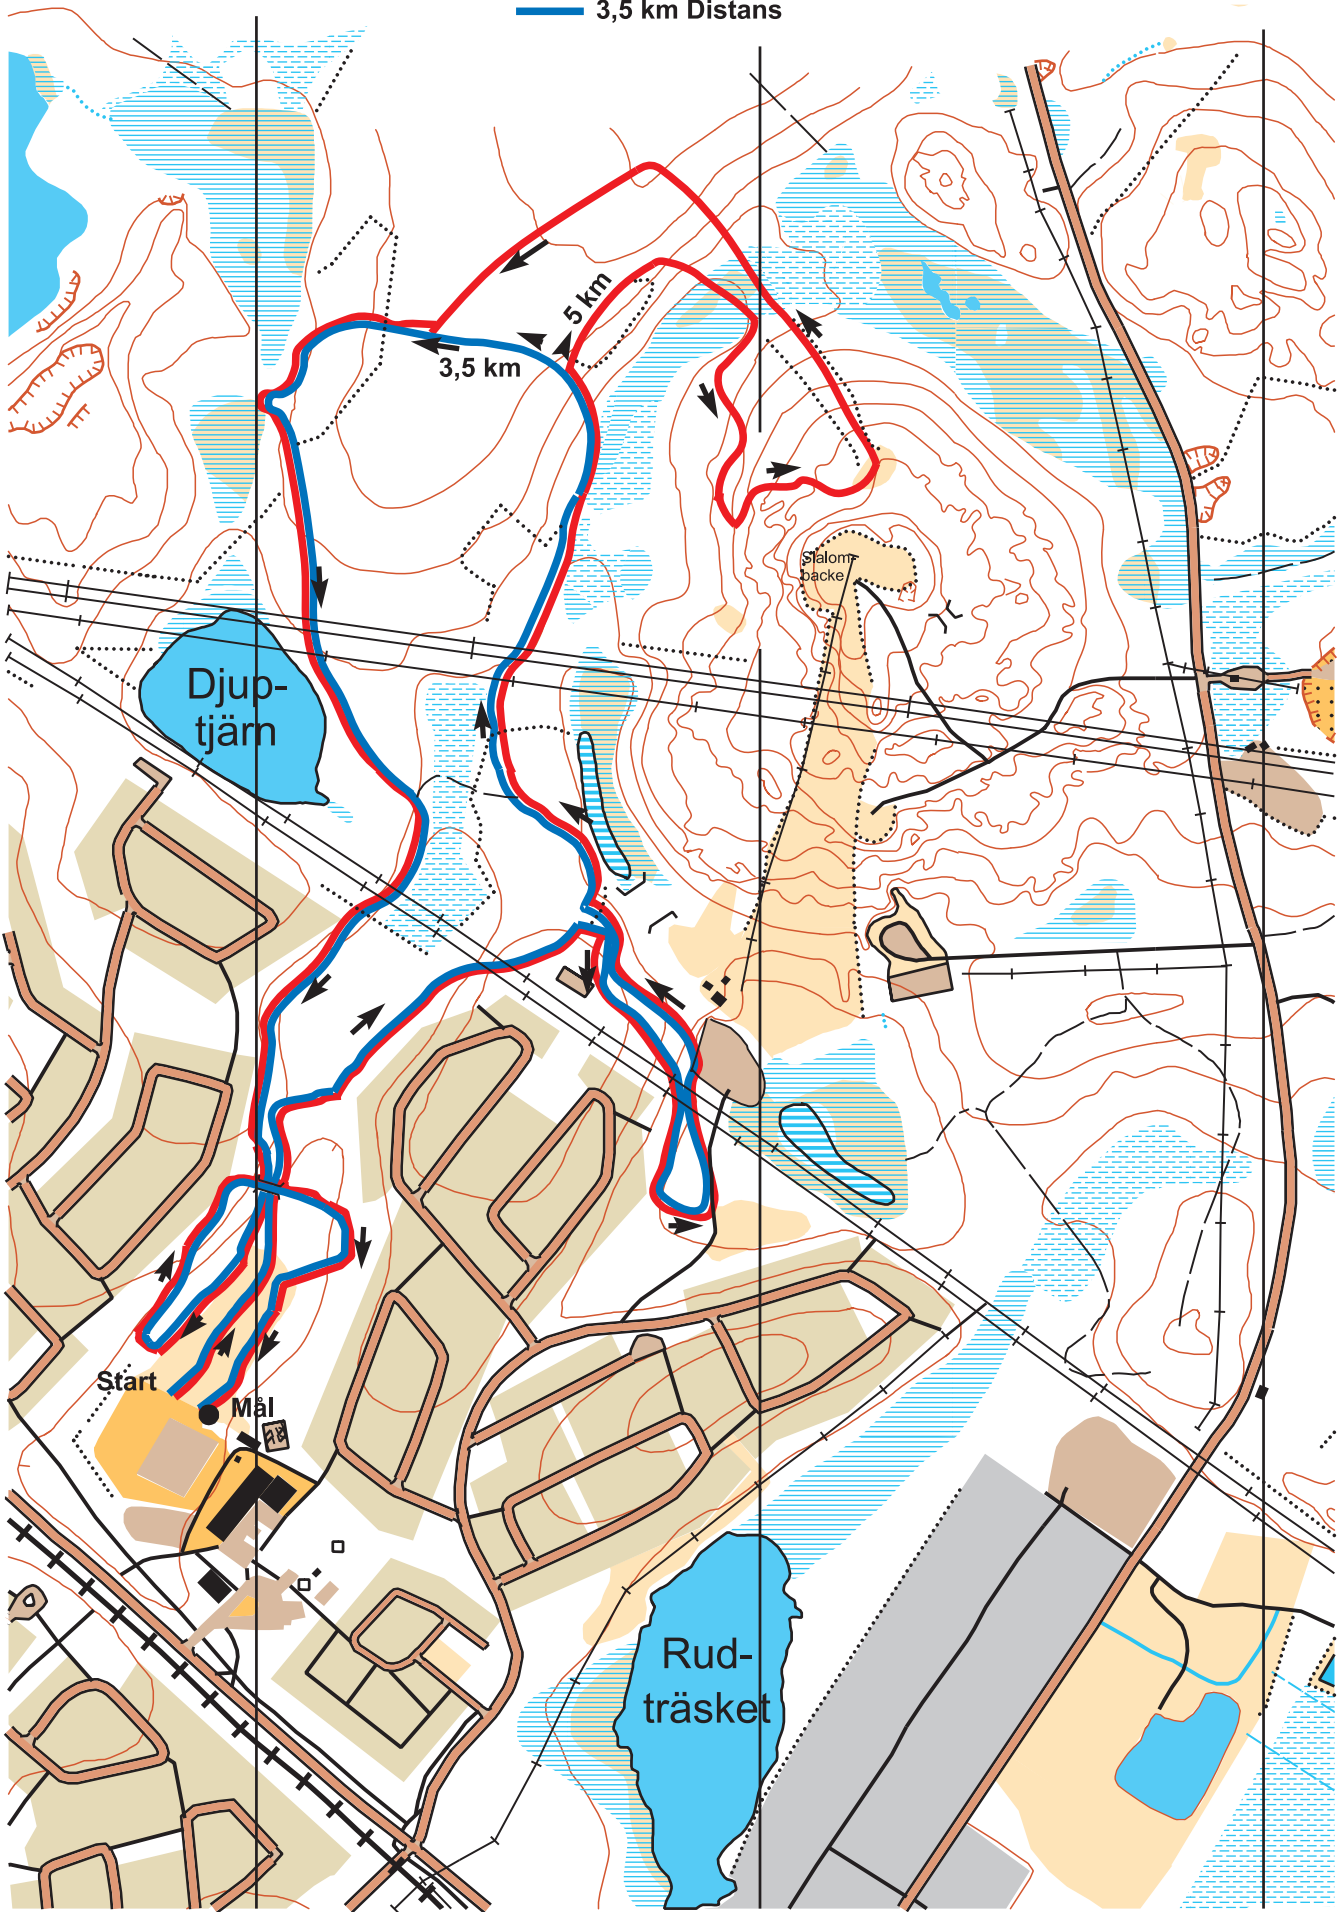 3,5 km Distans
5 km
3,5 km
Slalom-
backe
Djup-
tjärn
Start
Mål
Rud-
träsket